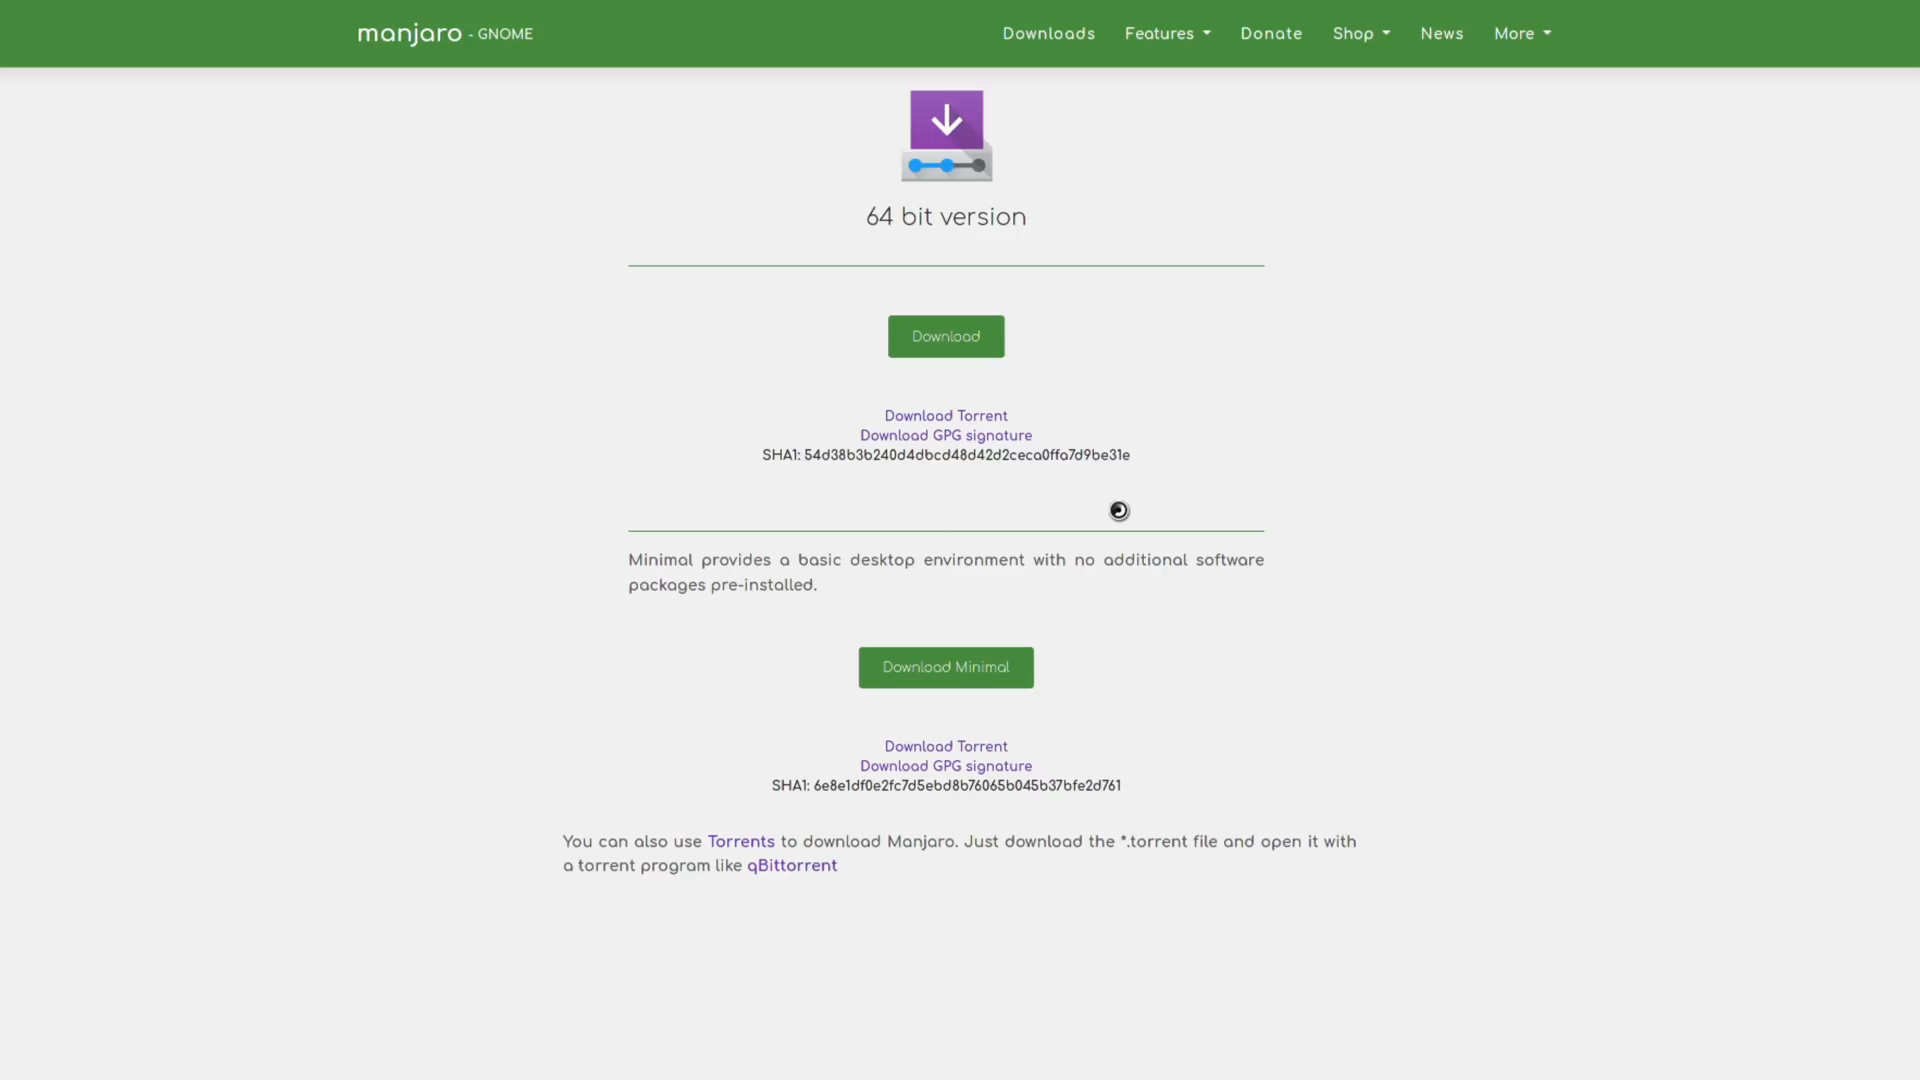 manjaro - GNOME
Downloads Features Donate Shop News More
64 bit version
Download
Download Torrent
Download GPG signature
SHA1: 54d38b3b240d4dbcd48d42d2ceca0ffa7d9be31e
Minimal provides a basic desktop environment with no additional software
packages pre-installed.
Download Minimal
Download Torrent
Download GPG signature
SHA1: 6e8e1df0e2fc7d5ebd8b76065b045b37bfe2d761
You can also use Torrents to download Manjaro. Just download the *.torrent file and open it with
a torrent program like qBittorrent